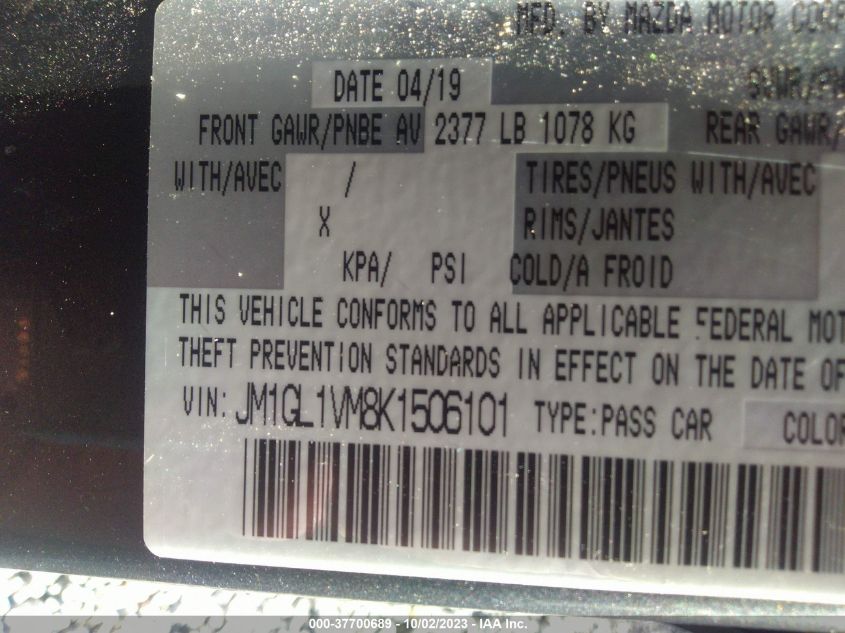 MFD. BY MAZDA MOTOR CORP
DATE 04/19
FRONT GAWR/PNBE AV 2377 LB 1078 KG REAR GAWR/
WITH/AVEC / TIRES/PNEUS WITH/AVEC
X RIMS/JANTES
KPA/ PSI COLD/A FROID
THIS VEHICLE CONFORMS TO ALL APPLICABLE FEDERAL MOT
THEFT PREVENTION STANDARDS IN EFFECT ON THE DATE OF
VIN: JM1GL1VM8K1506101 TYPE:PASS CAR COLOR
000-37700689 - 10/02/2023 - IAA Inc.